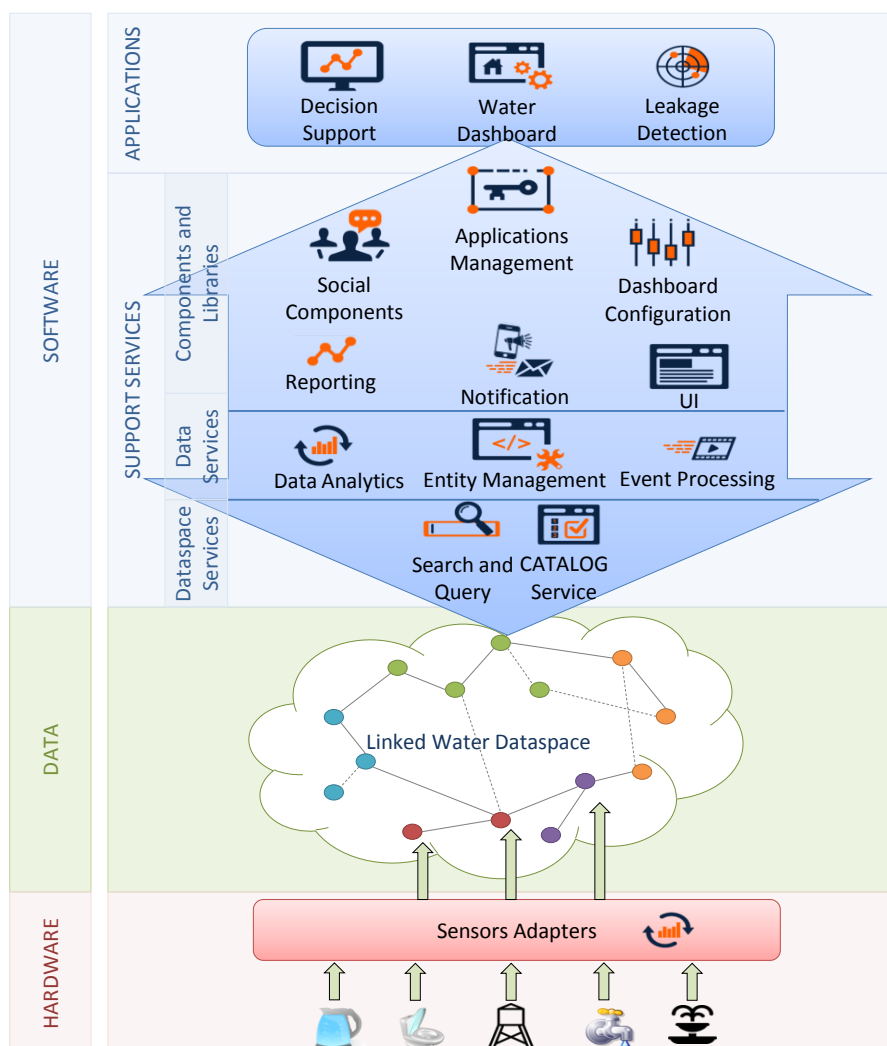 APPLICATIONS
Decision
Support
Water
Dashboard
Leakage
Detection
SOFTWARE
SUPPORT SERVICES
Components and
Libraries
Applications
Management
Social
Components
Dashboard
Configuration
Reporting
Notification
UI
Data
Services
</>
Data Analytics
Entity Management
Event Processing
Dataspace
Services
Search and
Query
CATALOG
Service
DATA
Linked Water Dataspace
HARDWARE
Sensors Adapters